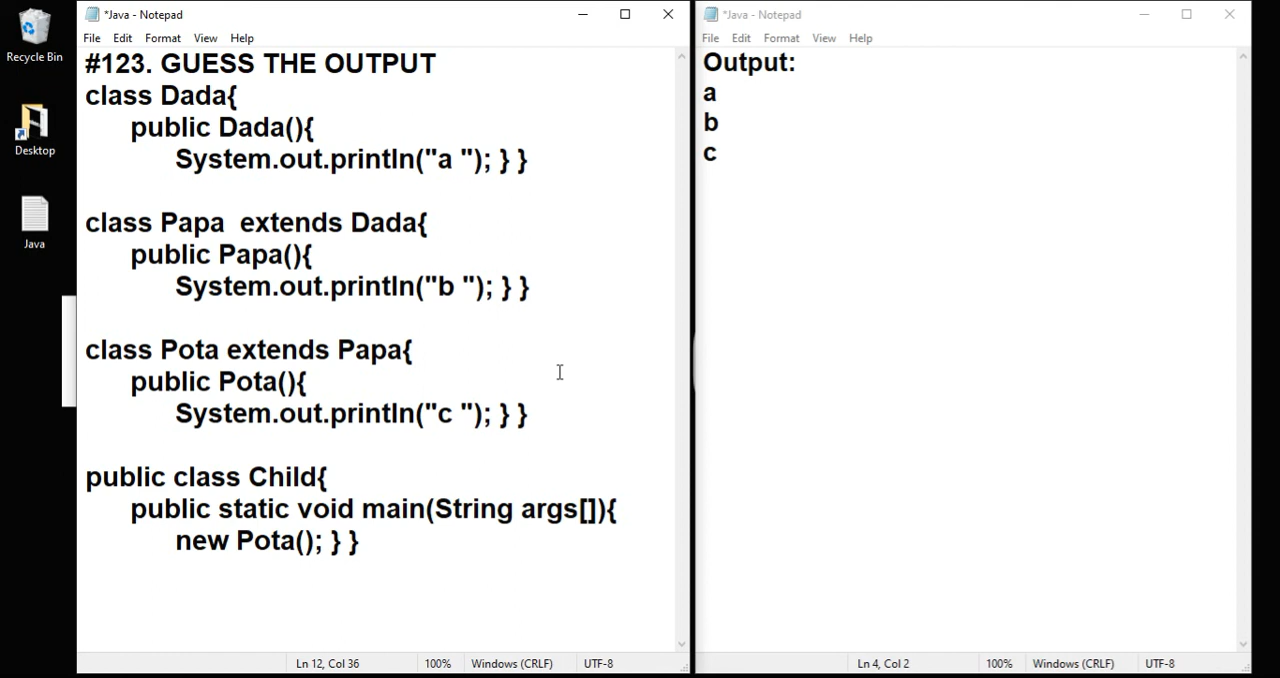 Recycle Bin
Desktop
Java
*Java - Notepad
File Edit Format View Help
#123. GUESS THE OUTPUT
class Dada{
public Dada(){
System.out.println("a "); } }
class Papa  extends Dada{
public Papa(){
System.out.println("b "); } }
class Pota extends Papa{
public Pota(){
System.out.println("c "); } }
public class Child{
public static void main(String args[]){
new Pota(); } }
Ln 12, Col 36 100% Windows (CRLF) UTF-8
*Java - Notepad
File Edit Format View Help
Output:
a
b
c
Ln 4, Col 2 100% Windows (CRLF) UTF-8